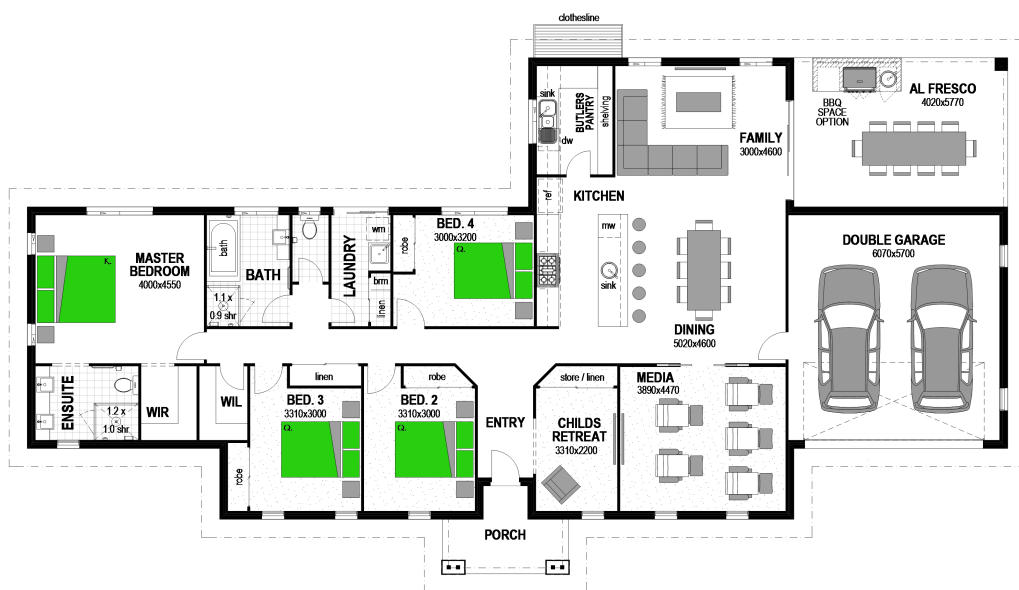 clothesline
sink
BUTLERS
PANTRY
shelving
dw
FAMILY
3000x4600
BBQ
SPACE
OPTION
AL FRESCO
4020x5770
ref
KITCHEN
mw
sink
DINING
5020x4600
DOUBLE GARAGE
6070x5700
MASTER
BEDROOM
4000x4550
K.
bath
BATH
1.1 x
0.9 shr
LAUNDRY
wm
brm
linen
robe
BED. 4
3000x3200
Q.
ENSUITE
1.2 x
1.0 shr
WIR
WIL
linen
BED. 3
3310x3000
Q.
robe
robe
BED. 2
3310x3000
Q.
ENTRY
store / linen
CHILDS
RETREAT
3310x2200
MEDIA
3890x4470
PORCH